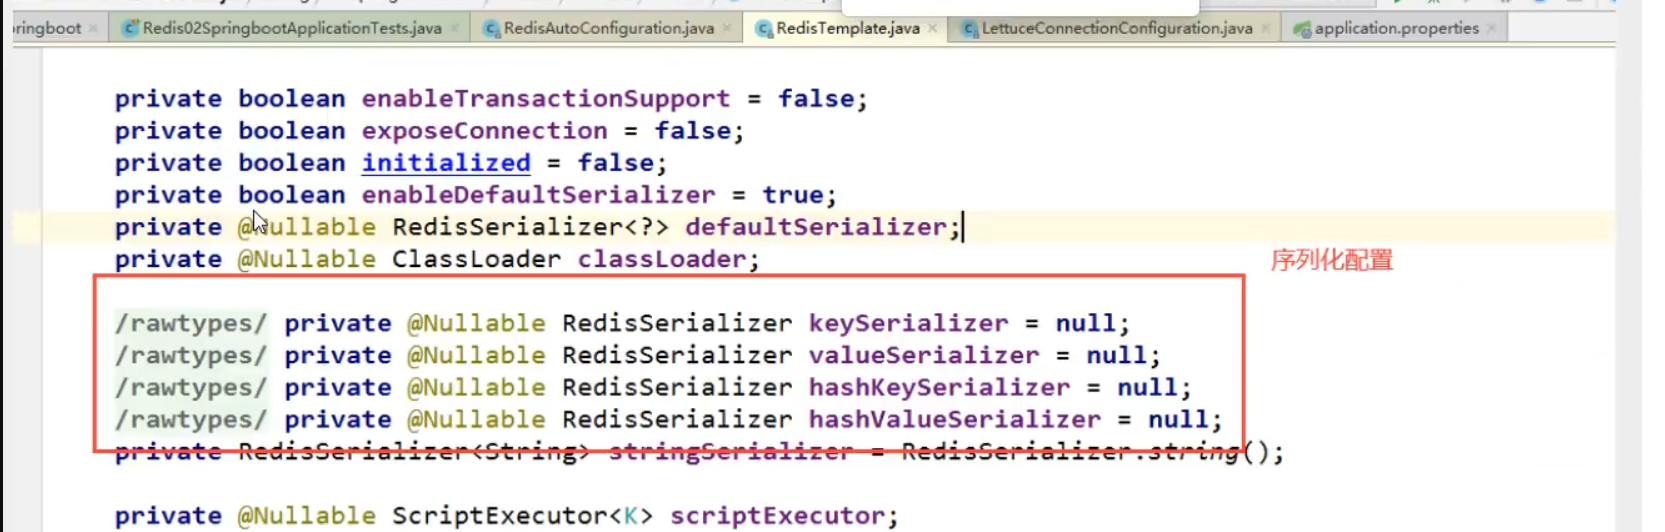 ringboot
Redis02SpringbootApplicationTests.java
RedisAutoConfiguration.java
RedisTemplate.java
LettuceConnectionConfiguration.java
application.properties
private boolean enableTransactionSupport = false;
private boolean exposeConnection = false;
private boolean initialized = false;
private boolean enableDefaultSerializer = true;
private @Nullable RedisSerializer<?> defaultSerializer;
private @Nullable ClassLoader classLoader;
序列化配置
/rawtypes/ private @Nullable RedisSerializer keySerializer = null;
/rawtypes/ private @Nullable RedisSerializer valueSerializer = null;
/rawtypes/ private @Nullable RedisSerializer hashKeySerializer = null;
/rawtypes/ private @Nullable RedisSerializer hashValueSerializer = null;
private RedisSerializer<String> stringSerializer = RedisSerializer.string();
private @Nullable ScriptExecutor<K> scriptExecutor;